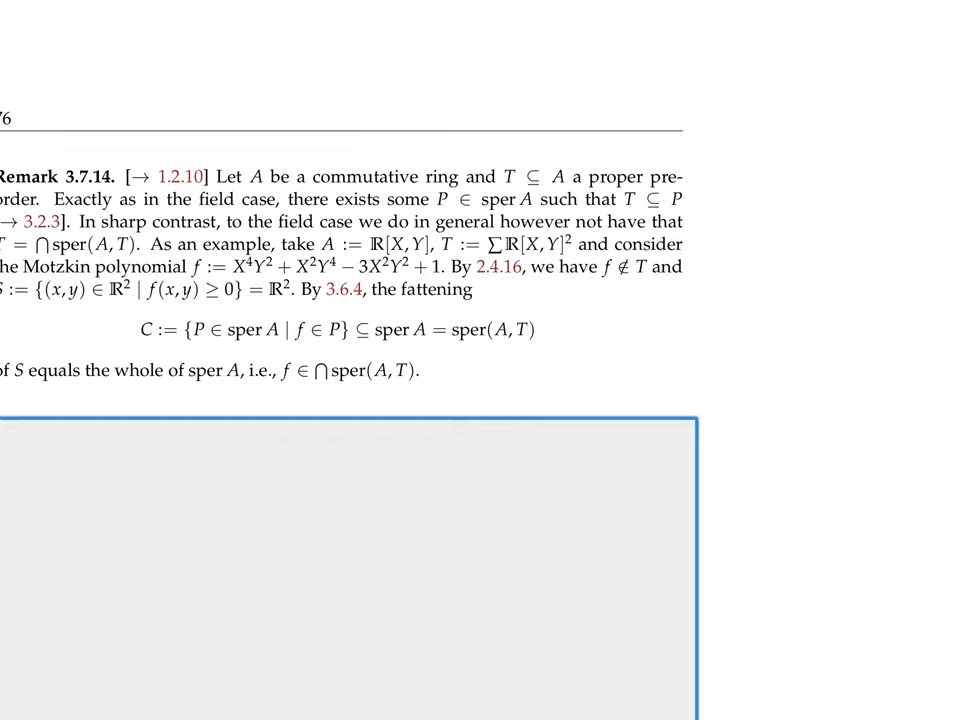 76
Remark 3.7.14. [→ 1.2.10] Let A be a commutative ring and T ⊆ A a proper pre-
order. Exactly as in the field case, there exists some P ∈ sper A such that T ⊆ P
[→ 3.2.3]. In sharp contrast, to the field case we do in general however not have that
T = ⋂ sper(A, T). As an example, take A := ℝ[X, Y], T := ∑ ℝ[X, Y]² and consider
the Motzkin polynomial f := X⁴Y² + X²Y⁴ − 3X²Y² + 1. By 2.4.16, we have f ∉ T and
S := {(x, y) ∈ ℝ² | f(x, y) ≥ 0} = ℝ². By 3.6.4, the fattening
C := {P ∈ sper A | f ∈ P} ⊆ sper A = sper(A, T)
of S equals the whole of sper A, i.e., f ∈ ⋂ sper(A, T).